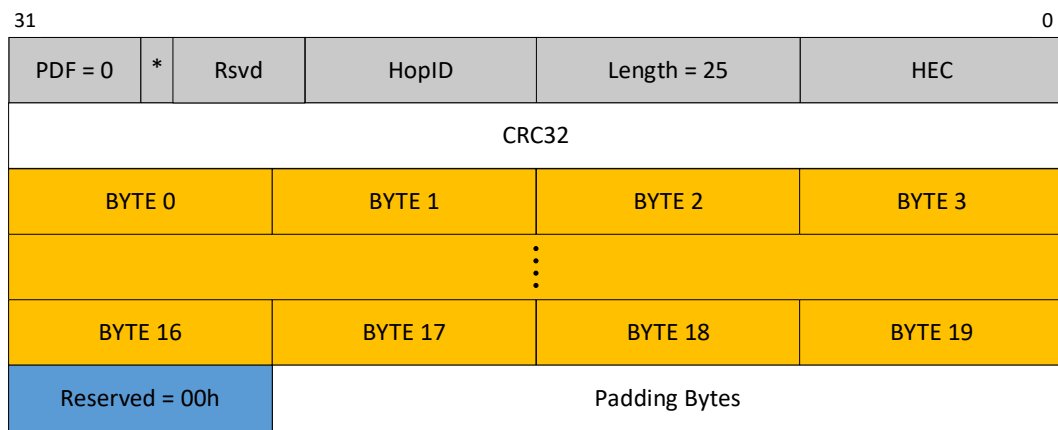 31 0
PDF = 0 * Rsvd HopID Length = 25 HEC
CRC32
BYTE 0 BYTE 1 BYTE 2 BYTE 3
BYTE 16 BYTE 17 BYTE 18 BYTE 19
Reserved = 00h Padding Bytes